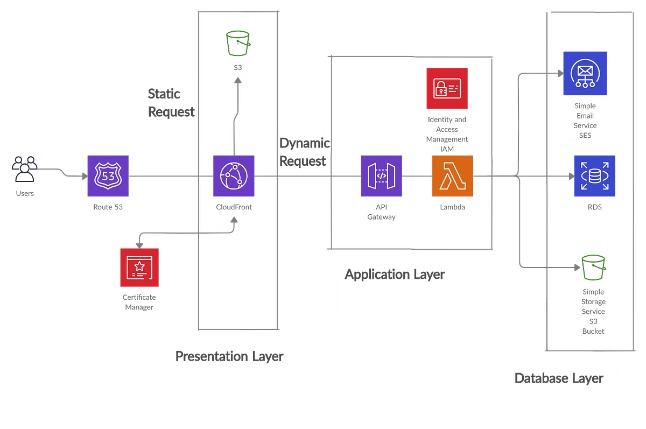 S3
Static
Request
Dynamic
Request
Identity and
Access
Management
IAM
Simple
Email
Service
SES
Users
53
Route 53
CloudFront
API
Gateway
Lambda
RDS
Certificate
Manager
Application Layer
Simple
Storage
Service
S3
Bucket
Presentation Layer
Database Layer